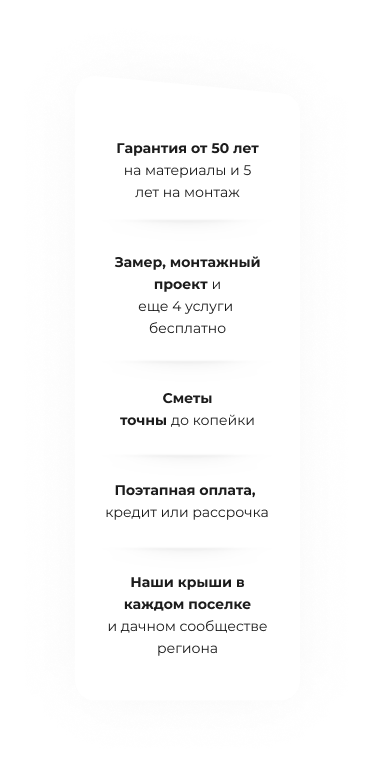 Гарантия от 50 лет
на материалы и 5
лет на монтаж
Замер, монтажный
проект и
еще 4 услуги
бесплатно
Сметы
точны до копейки
Поэтапная оплата,
кредит или рассрочка
Наши крыши в
каждом поселке
и дачном сообществе
региона